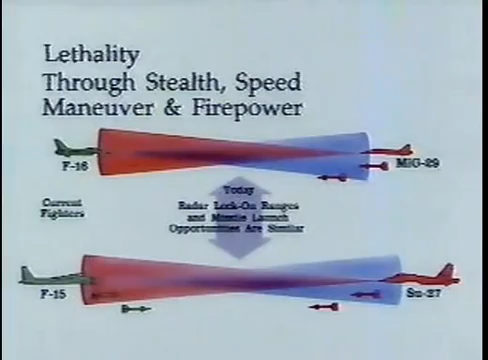 Lethality
Through Stealth, Speed
Maneuver & Firepower
F-16
MiG-29
Current
Fighters
Today
Radar Lock-On Ranges
and Missile Launch
Opportunities Are Similar
F-15
Su-27